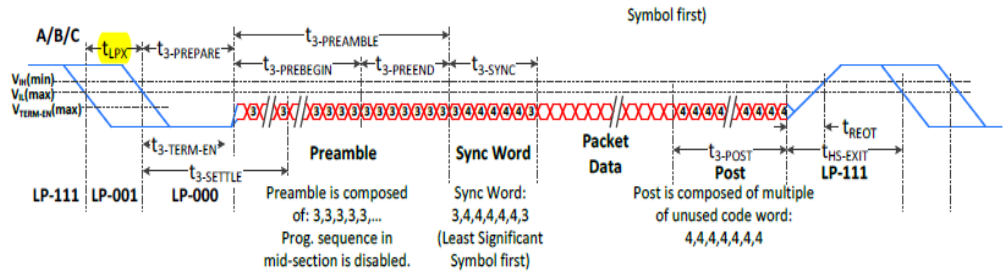 Symbol first)
A/B/C
tLPX
t3-PREPARE
t3-PREAMBLE
t3-PREBEGIN
t3-PREEND
t3-SYNC
VIH(min)
VIL(max)
VTERM-EN(max)
3 3 3 3 3 3 3 3 3 3 3 3 3 4 4 4 4 4 3
4 4 4 4 4 4 4 4
t3-TERM-EN
t3-SETTLE
t3-POST
tREOT
tHS-EXIT
LP-111
LP-001
LP-000
Preamble
Sync Word
Packet
Data
Post
LP-111
Preamble is composed
of: 3,3,3,3,3,...
Prog. sequence in
mid-section is disabled.
Sync Word:
3,4,4,4,4,4,3
(Least Significant
Symbol first)
Post is composed of multiple
of unused code word:
4,4,4,4,4,4,4